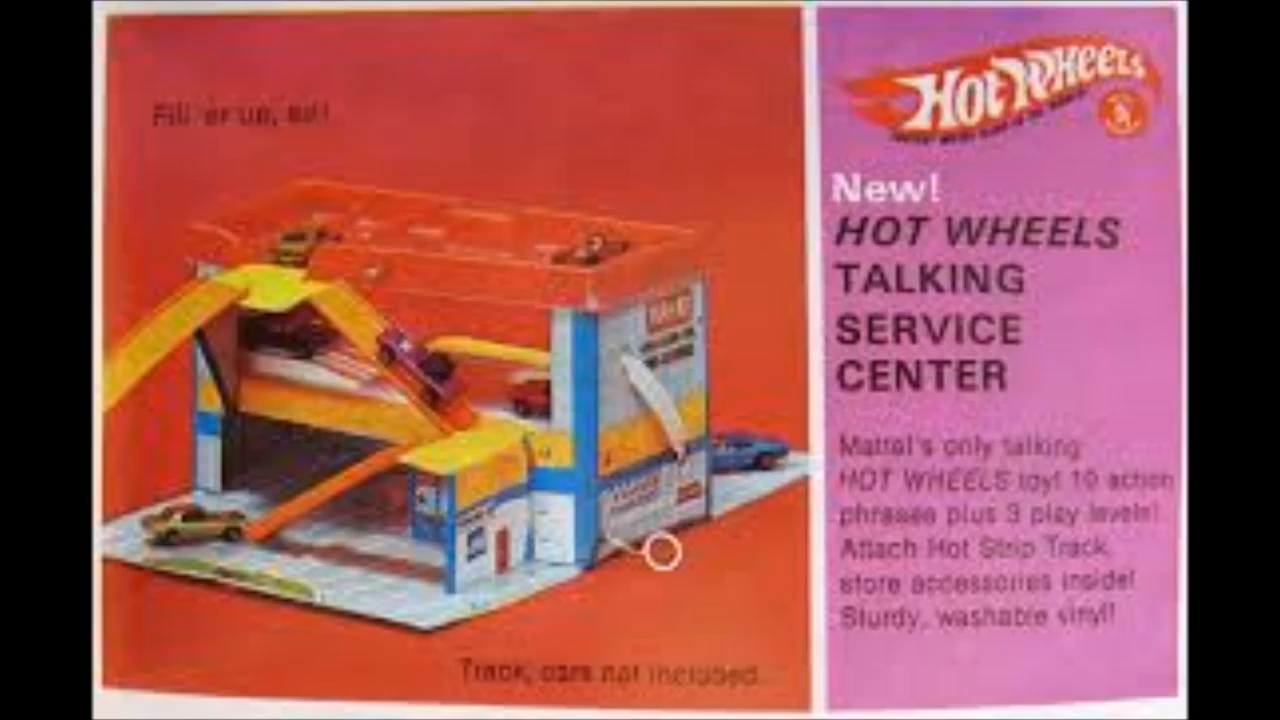 Fill 'er up, sir!
Track, cars not included.
HOT WHEELS
New!
HOT WHEELS
TALKING
SERVICE
CENTER
Mattel's only talking
HOT WHEELS toy! 10 action
phrases plus 3 play levels!
Attach Hot Strip Track,
store accessories inside!
Sturdy, washable vinyl!